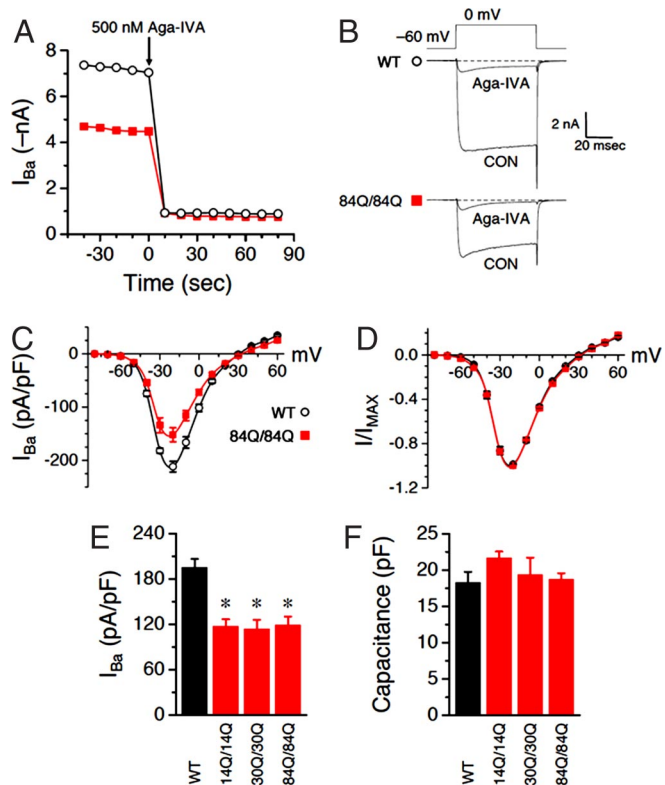 A
500 nM Aga-IVA
8
6
4
2
0
I_Ba (−nA)
-30 0 30 60 90
Time (sec)
B
0 mV
−60 mV
WT
Aga-IVA
CON
2 nA
20 msec
84Q/84Q
Aga-IVA
CON
C
0
-100
-200
I_Ba (pA/pF)
-60 -30 0 30 60
mV
WT
84Q/84Q
D
0.0
-0.4
-0.8
-1.2
I/I_MAX
-60 -30 0 30 60
mV
E
240
180
120
60
0
I_Ba (pA/pF)
* * *
WT 14Q/14Q 30Q/30Q 84Q/84Q
F
25
20
15
10
5
0
Capacitance (pF)
WT 14Q/14Q 30Q/30Q 84Q/84Q